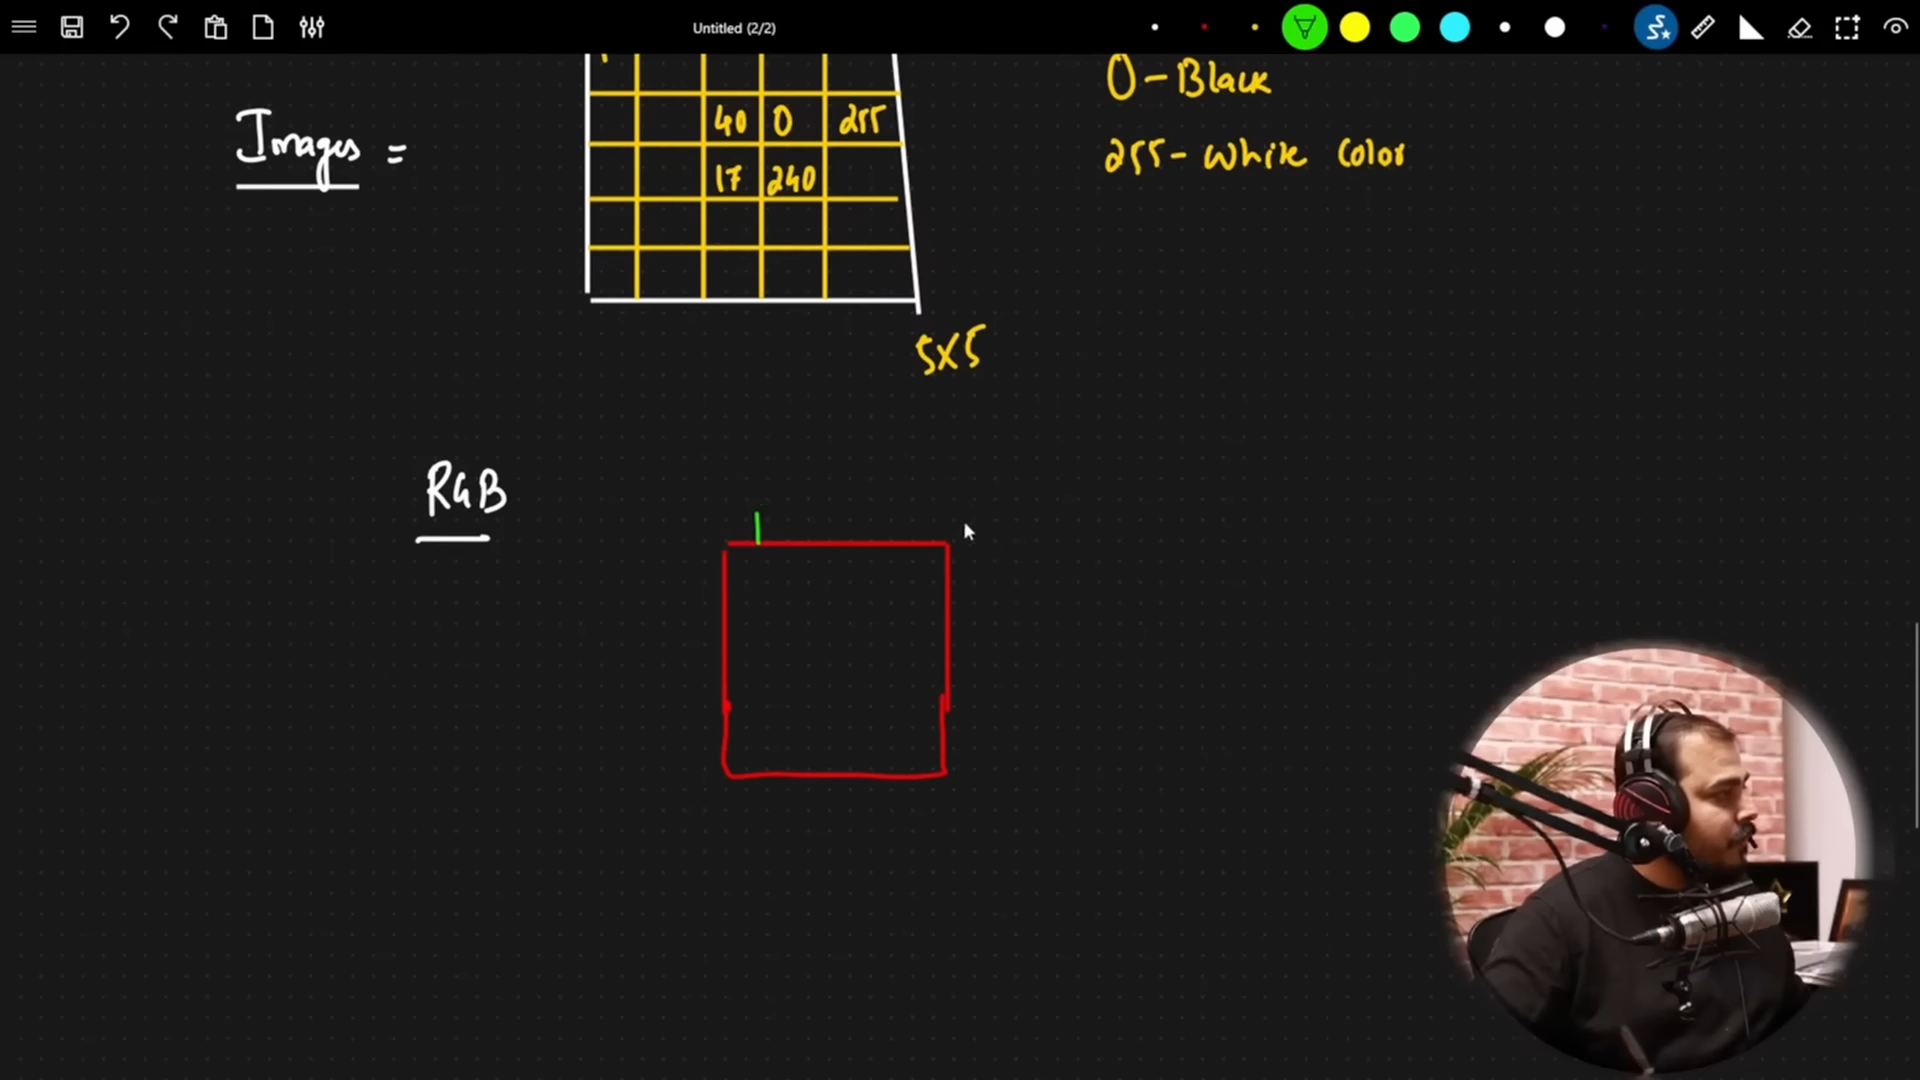 Untitled (2/2)
0 - Black
Images =
40 0 255
255 - White Color
17 240
5X5
RGB